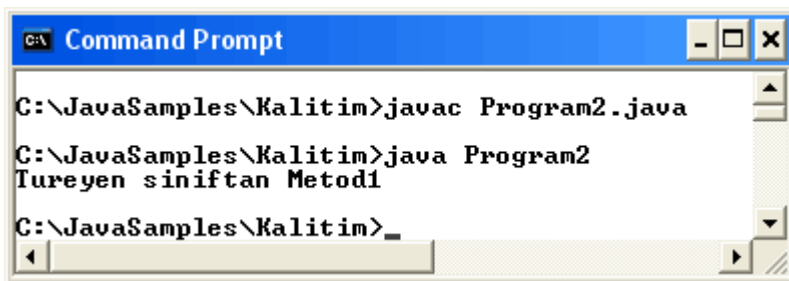 Command Prompt
C:\JavaSamples\Kalitim>javac Program2.java
C:\JavaSamples\Kalitim>java Program2
Tureyen siniftan Metod1
C:\JavaSamples\Kalitim>_